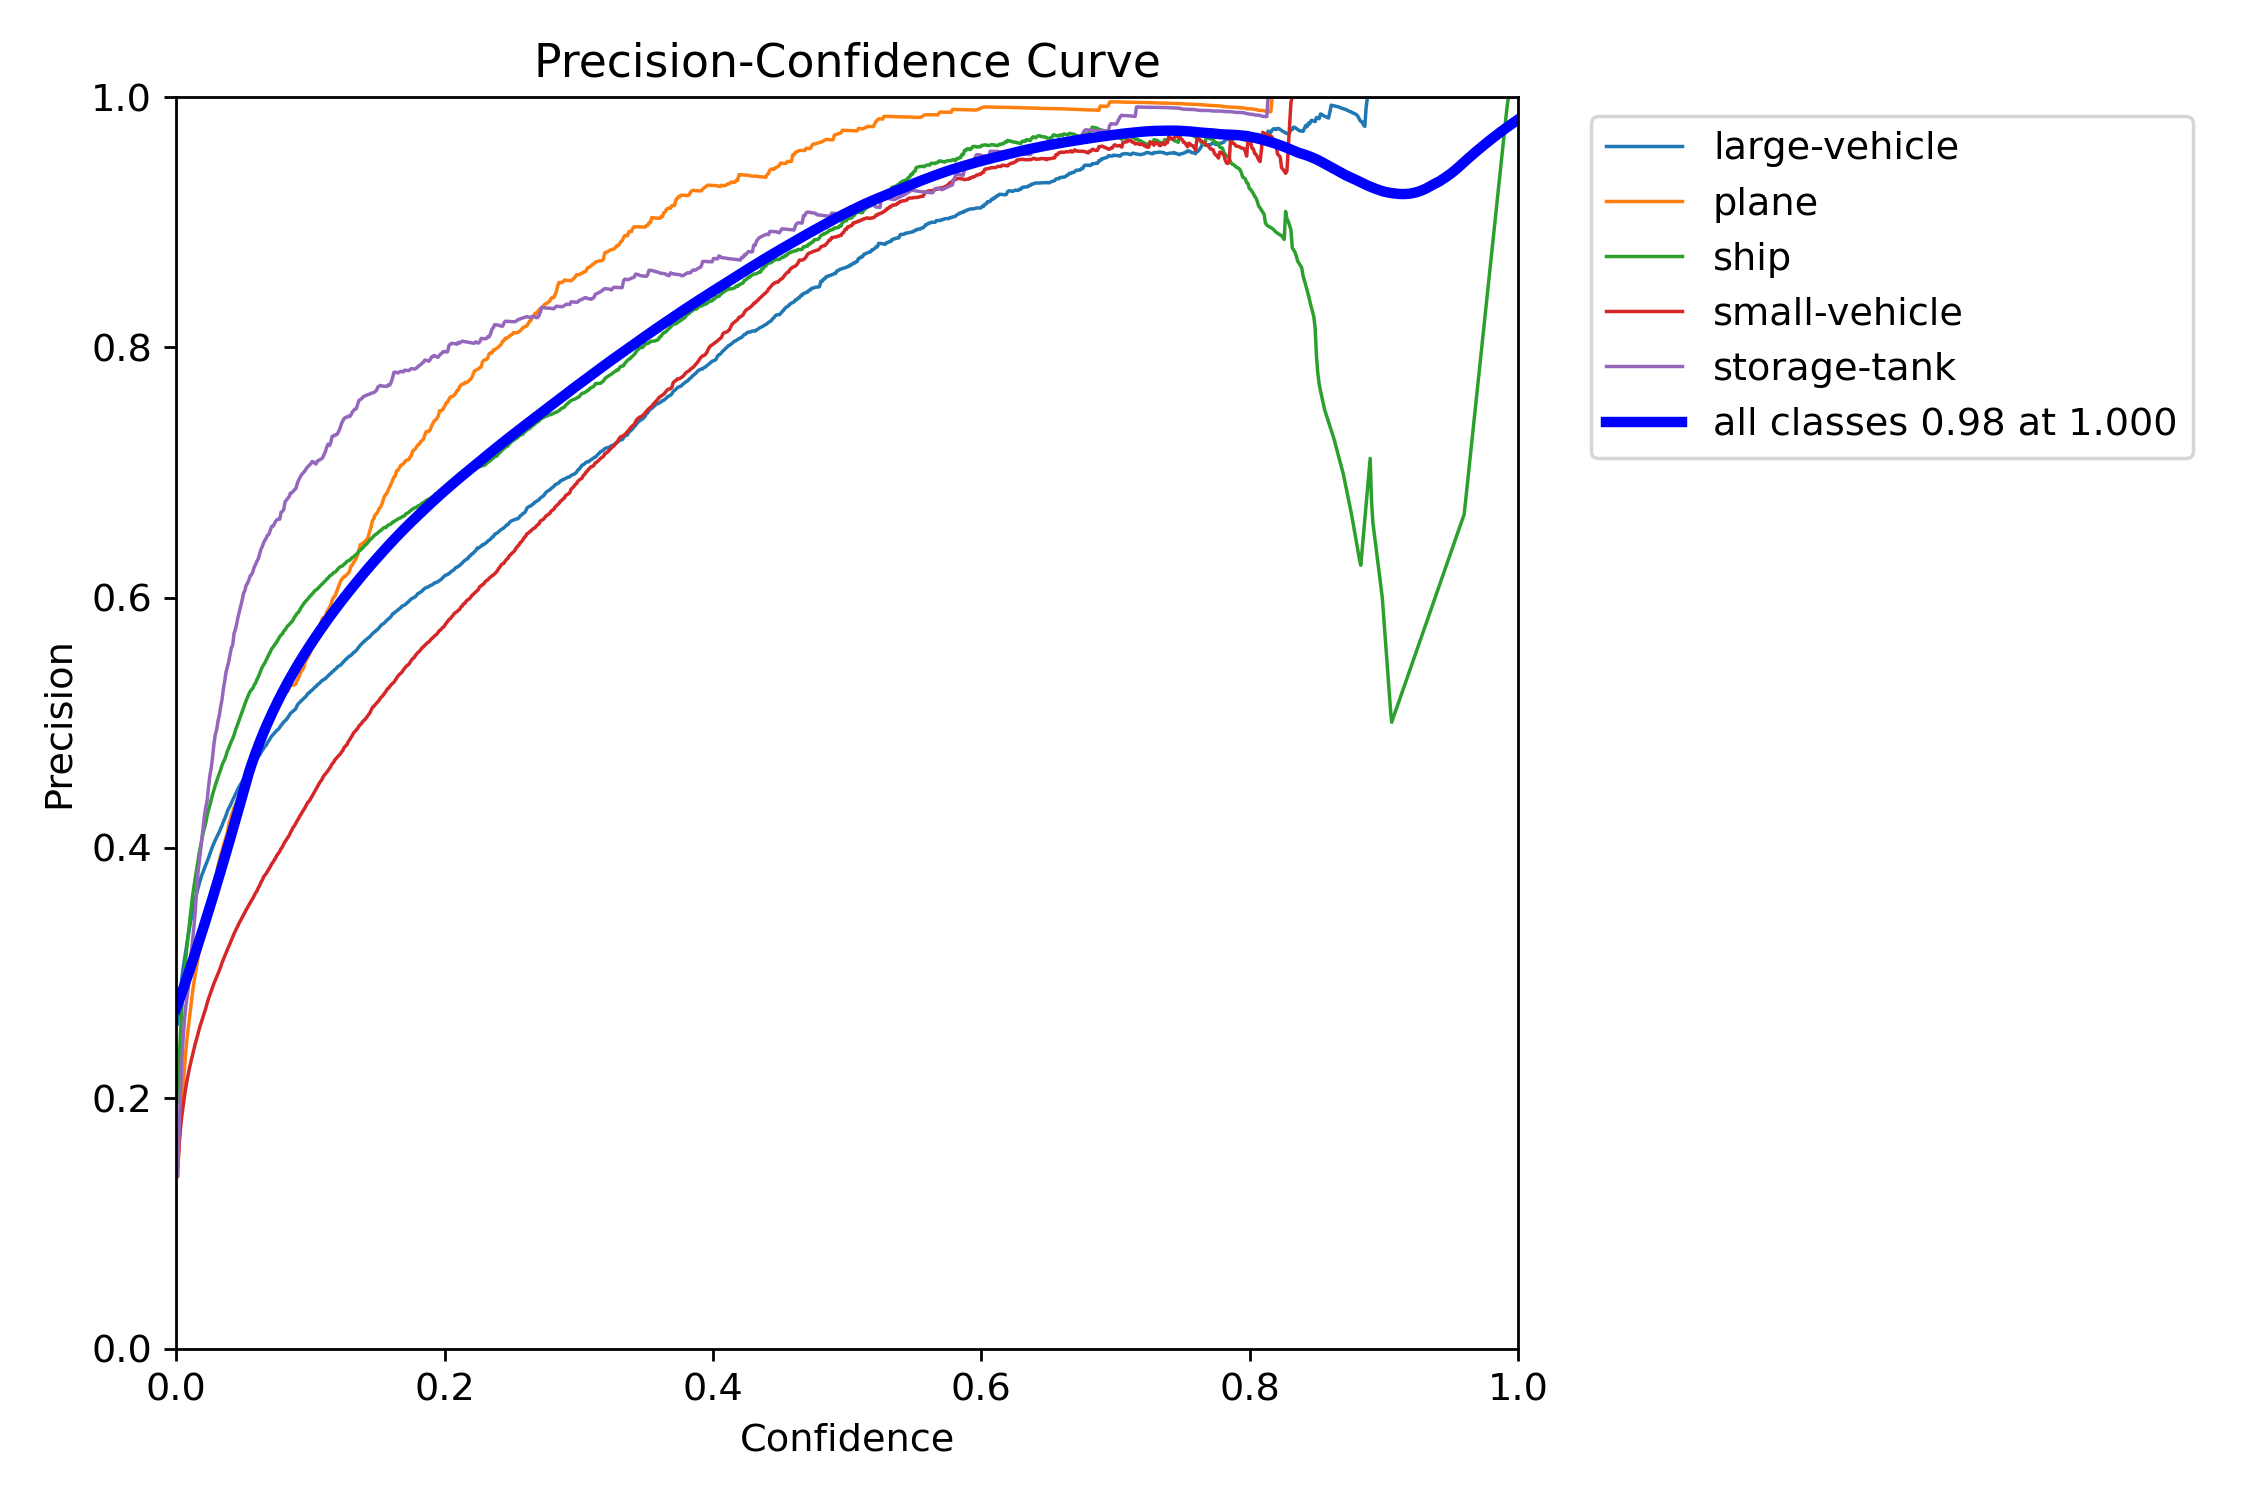 Precision-Confidence Curve
1.0
0.8
0.6
0.4
0.2
0.0
Precision
0.0 0.2 0.4 0.6 0.8 1.0
Confidence
large-vehicle
plane
ship
small-vehicle
storage-tank
all classes 0.98 at 1.000